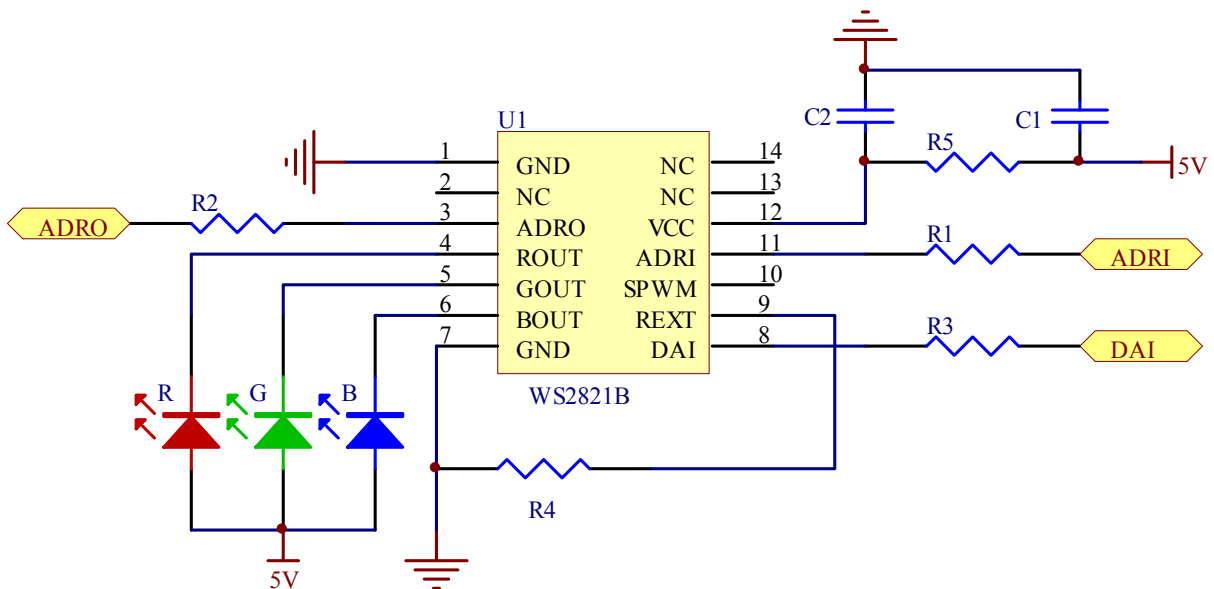 U1
C2
C1
R5
5V
1 GND NC 14
2 NC NC 13
ADRO R2 3 ADRO VCC 12
4 ROUT ADRI 11 R1 ADRI
5 GOUT SPWM 10
6 BOUT REXT 9
7 GND DAI 8 R3 DAI
WS2821B
R G B
R4
5V